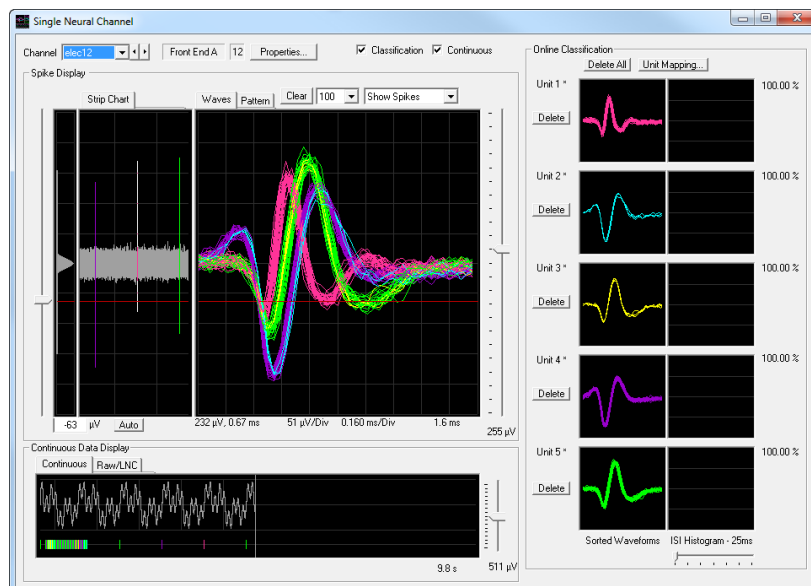 Single Neural Channel
Channel elec12 Front End A 12 Properties... Classification Continuous
Spike Display
Strip Chart Waves Pattern Clear 100 Show Spikes
-63 µV Auto 232 µV, 0.67 ms 51 µV/Div 0.160 ms/Div 1.6 ms
255 µV
Continuous Data Display
Continuous Raw/LNC
9.8 s 511 µV
Online Classification
Delete All Unit Mapping...
Unit 1 * 100.00 %
Delete
Unit 2 * 100.00 %
Delete
Unit 3 * 100.00 %
Delete
Unit 4 * 100.00 %
Delete
Unit 5 * 100.00 %
Delete
Sorted Waveforms ISI Histogram - 25ms